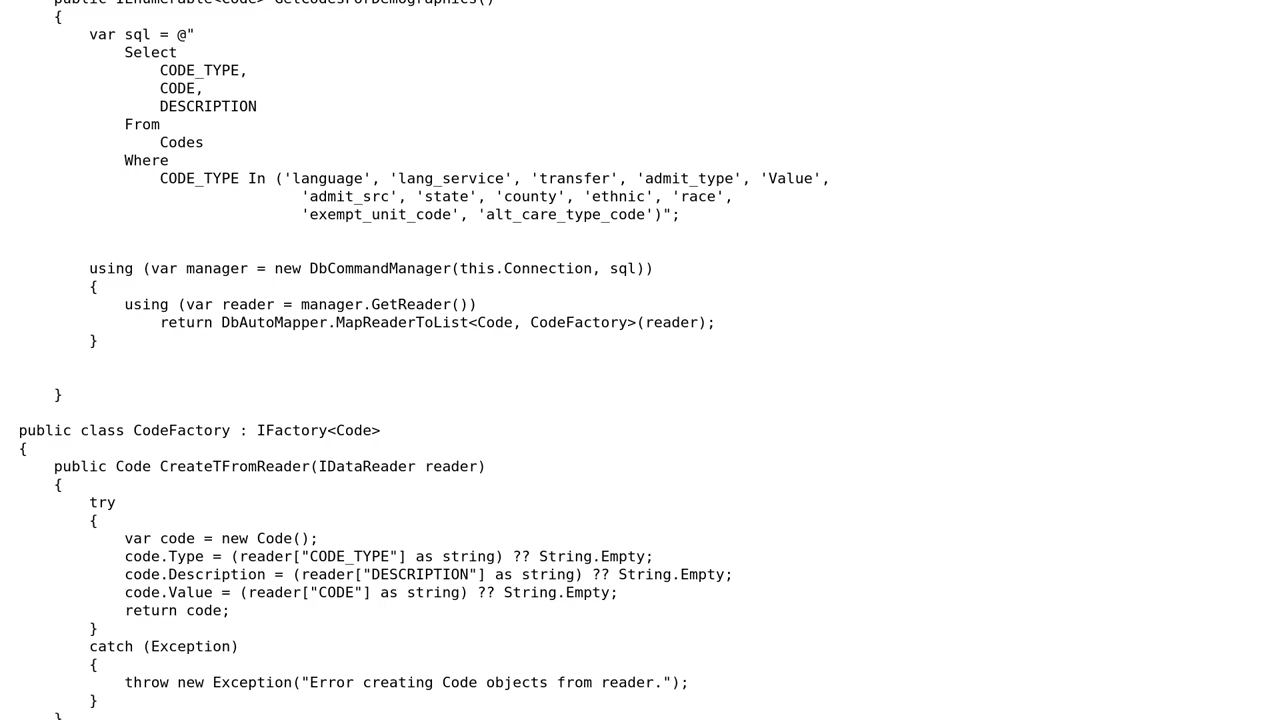 public IEnumerable<Code> GetCodesForDemographics()
{
var sql = @"
Select
CODE_TYPE,
CODE,
DESCRIPTION
From
Codes
Where
CODE_TYPE In ('language', 'lang_service', 'transfer', 'admit_type', 'Value',
'admit_src', 'state', 'county', 'ethnic', 'race',
'exempt_unit_code', 'alt_care_type_code')";
using (var manager = new DbCommandManager(this.Connection, sql))
{
using (var reader = manager.GetReader())
return DbAutoMapper.MapReaderToList<Code, CodeFactory>(reader);
}
}
public class CodeFactory : IFactory<Code>
{
public Code CreateTFromReader(IDataReader reader)
{
try
{
var code = new Code();
code.Type = (reader["CODE_TYPE"] as string) ?? String.Empty;
code.Description = (reader["DESCRIPTION"] as string) ?? String.Empty;
code.Value = (reader["CODE"] as string) ?? String.Empty;
return code;
}
catch (Exception)
{
throw new Exception("Error creating Code objects from reader.");
}
}